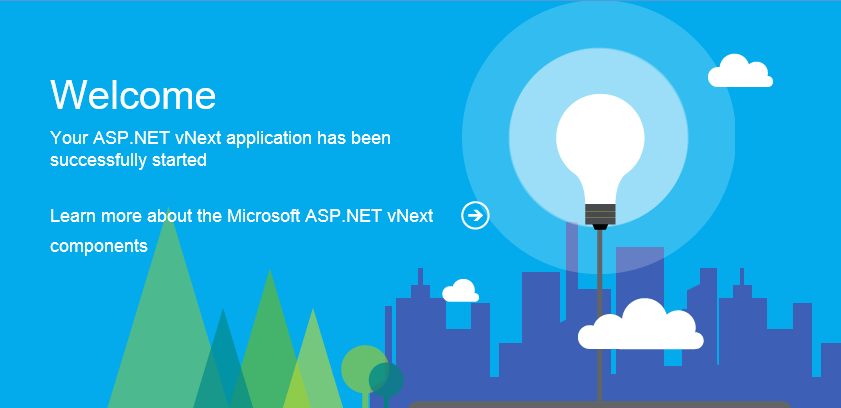 Welcome
Your ASP.NET vNext application has been
successfully started
Learn more about the Microsoft ASP.NET vNext
components